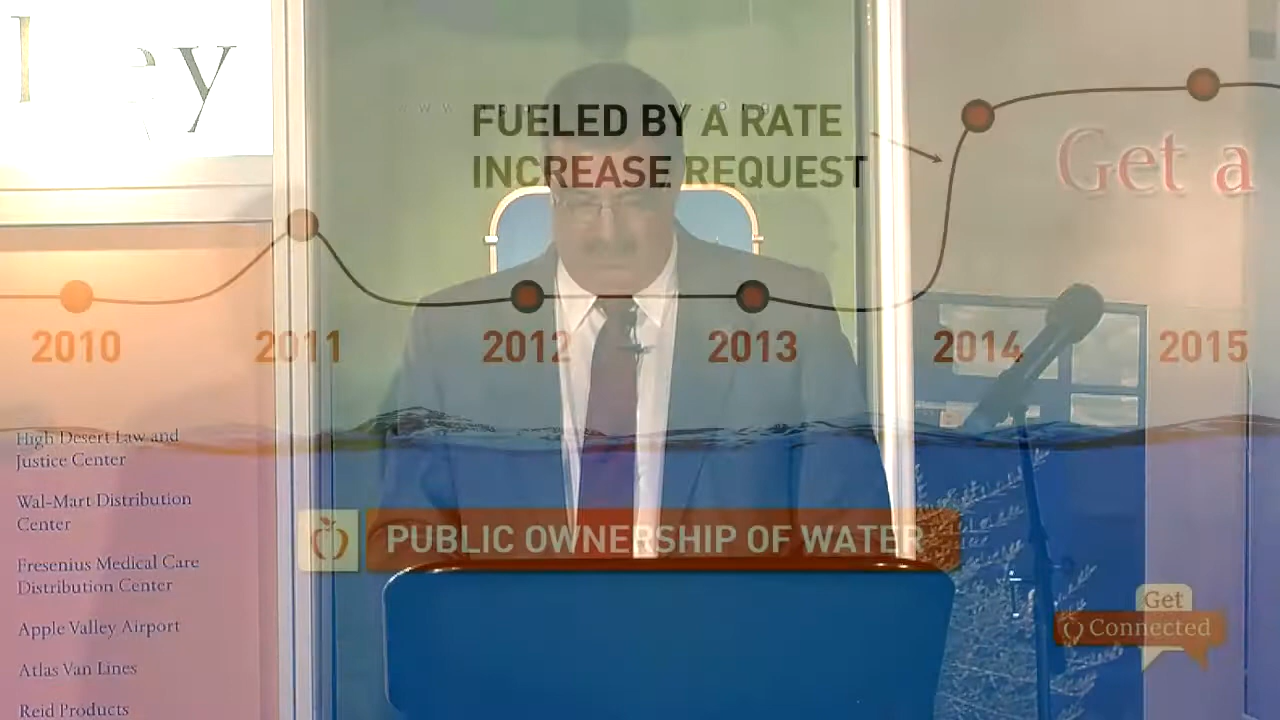 FUELED BY A RATE
INCREASE REQUEST
Get a
2010
2011
2012
2013
2014
2015
High Desert Law and
Justice Center
Wal-Mart Distribution
Center
Fresenius Medical Care
Distribution Center
Apple Valley Airport
Atlas Van Lines
Reid Products
PUBLIC OWNERSHIP OF WATER
Get
Connected